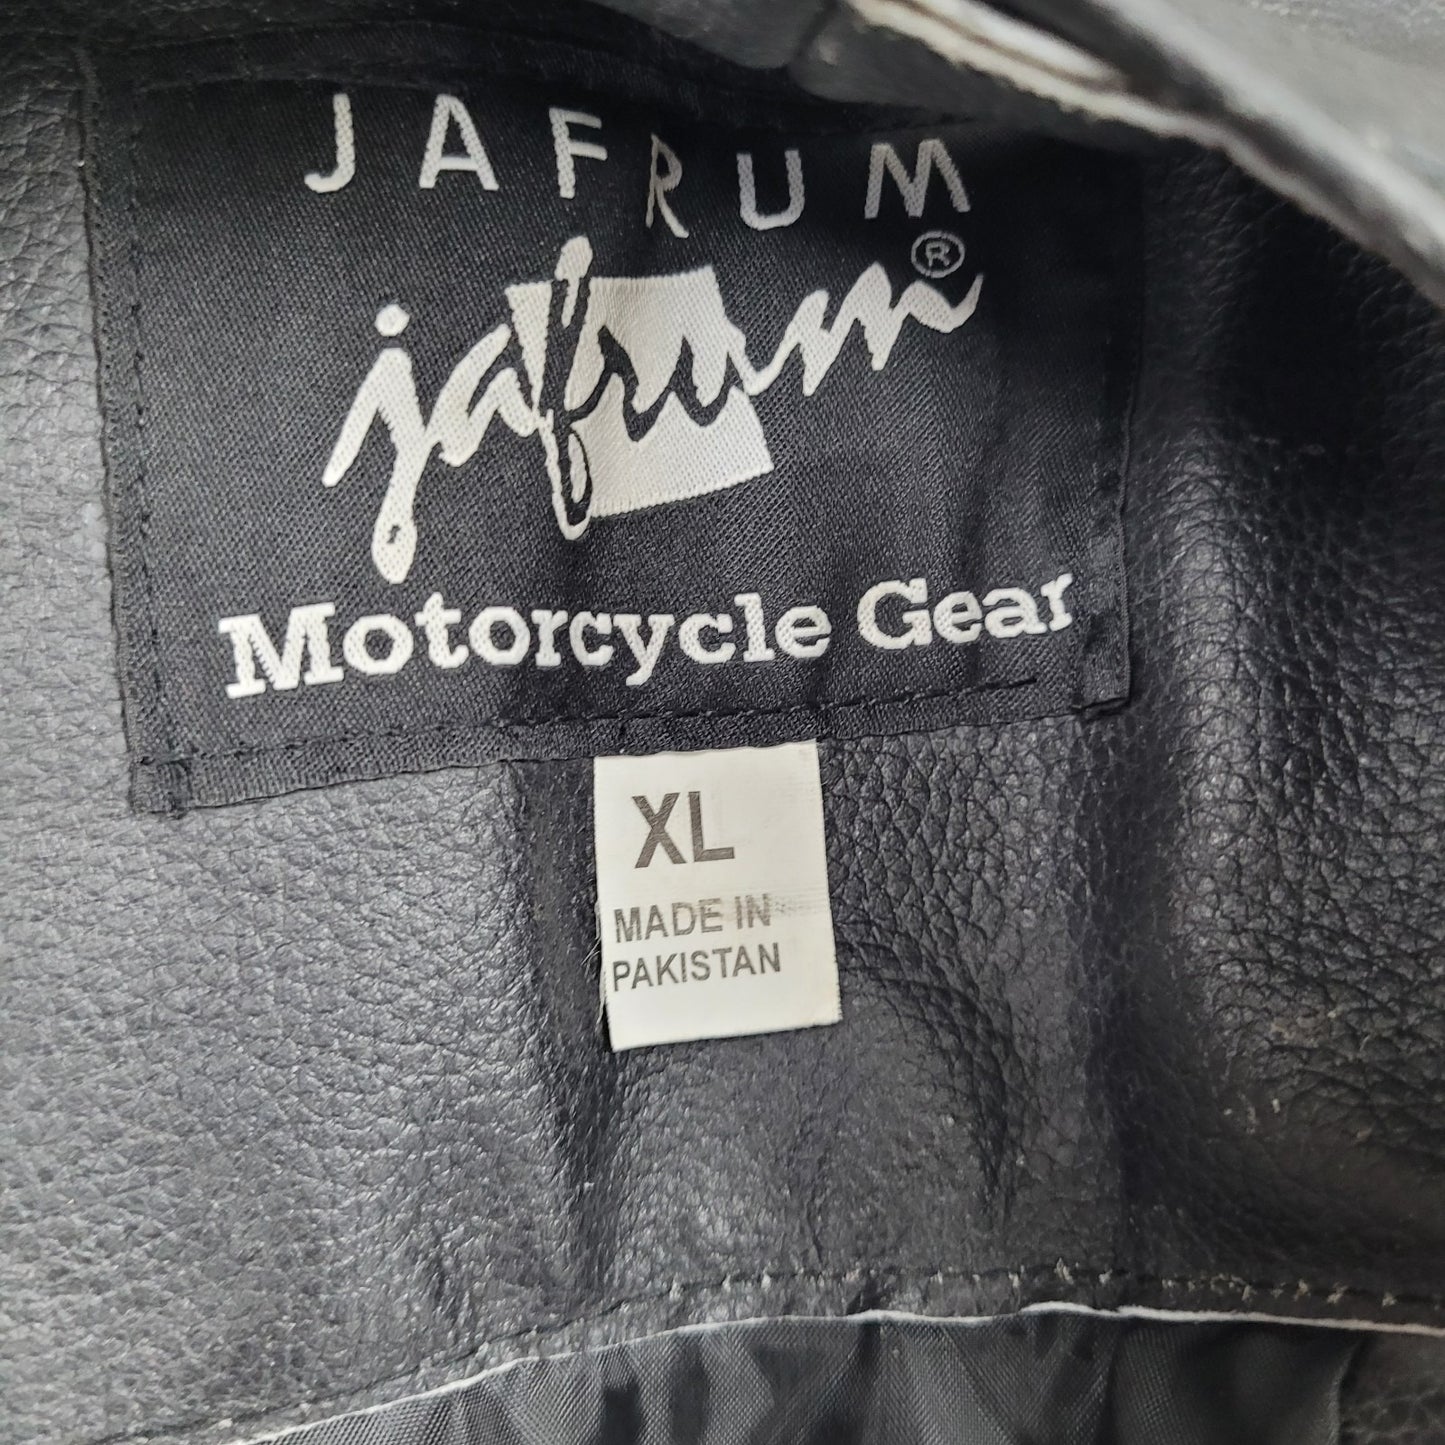 JAFRUM
jafrum®
Motorcycle Gear
XL
MADE IN
PAKISTAN